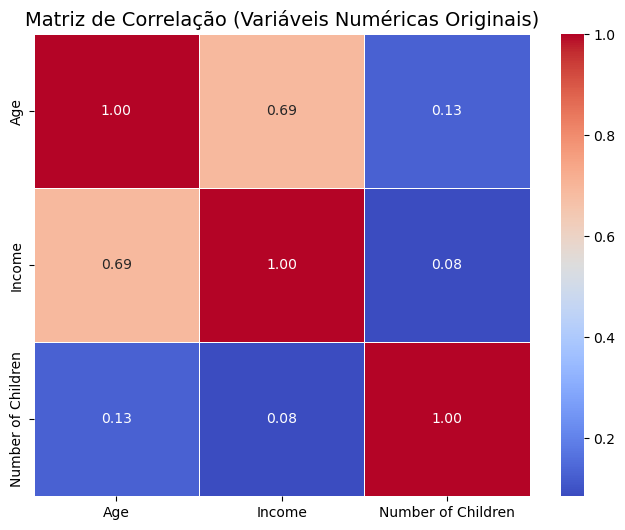 Matriz de Correlação (Variáveis Numéricas Originais)
Age
1.00
0.69
0.13
Income
0.69
1.00
0.08
Number of Children
0.13
0.08
1.00
Age
Income
Number of Children
1.0
0.8
0.6
0.4
0.2